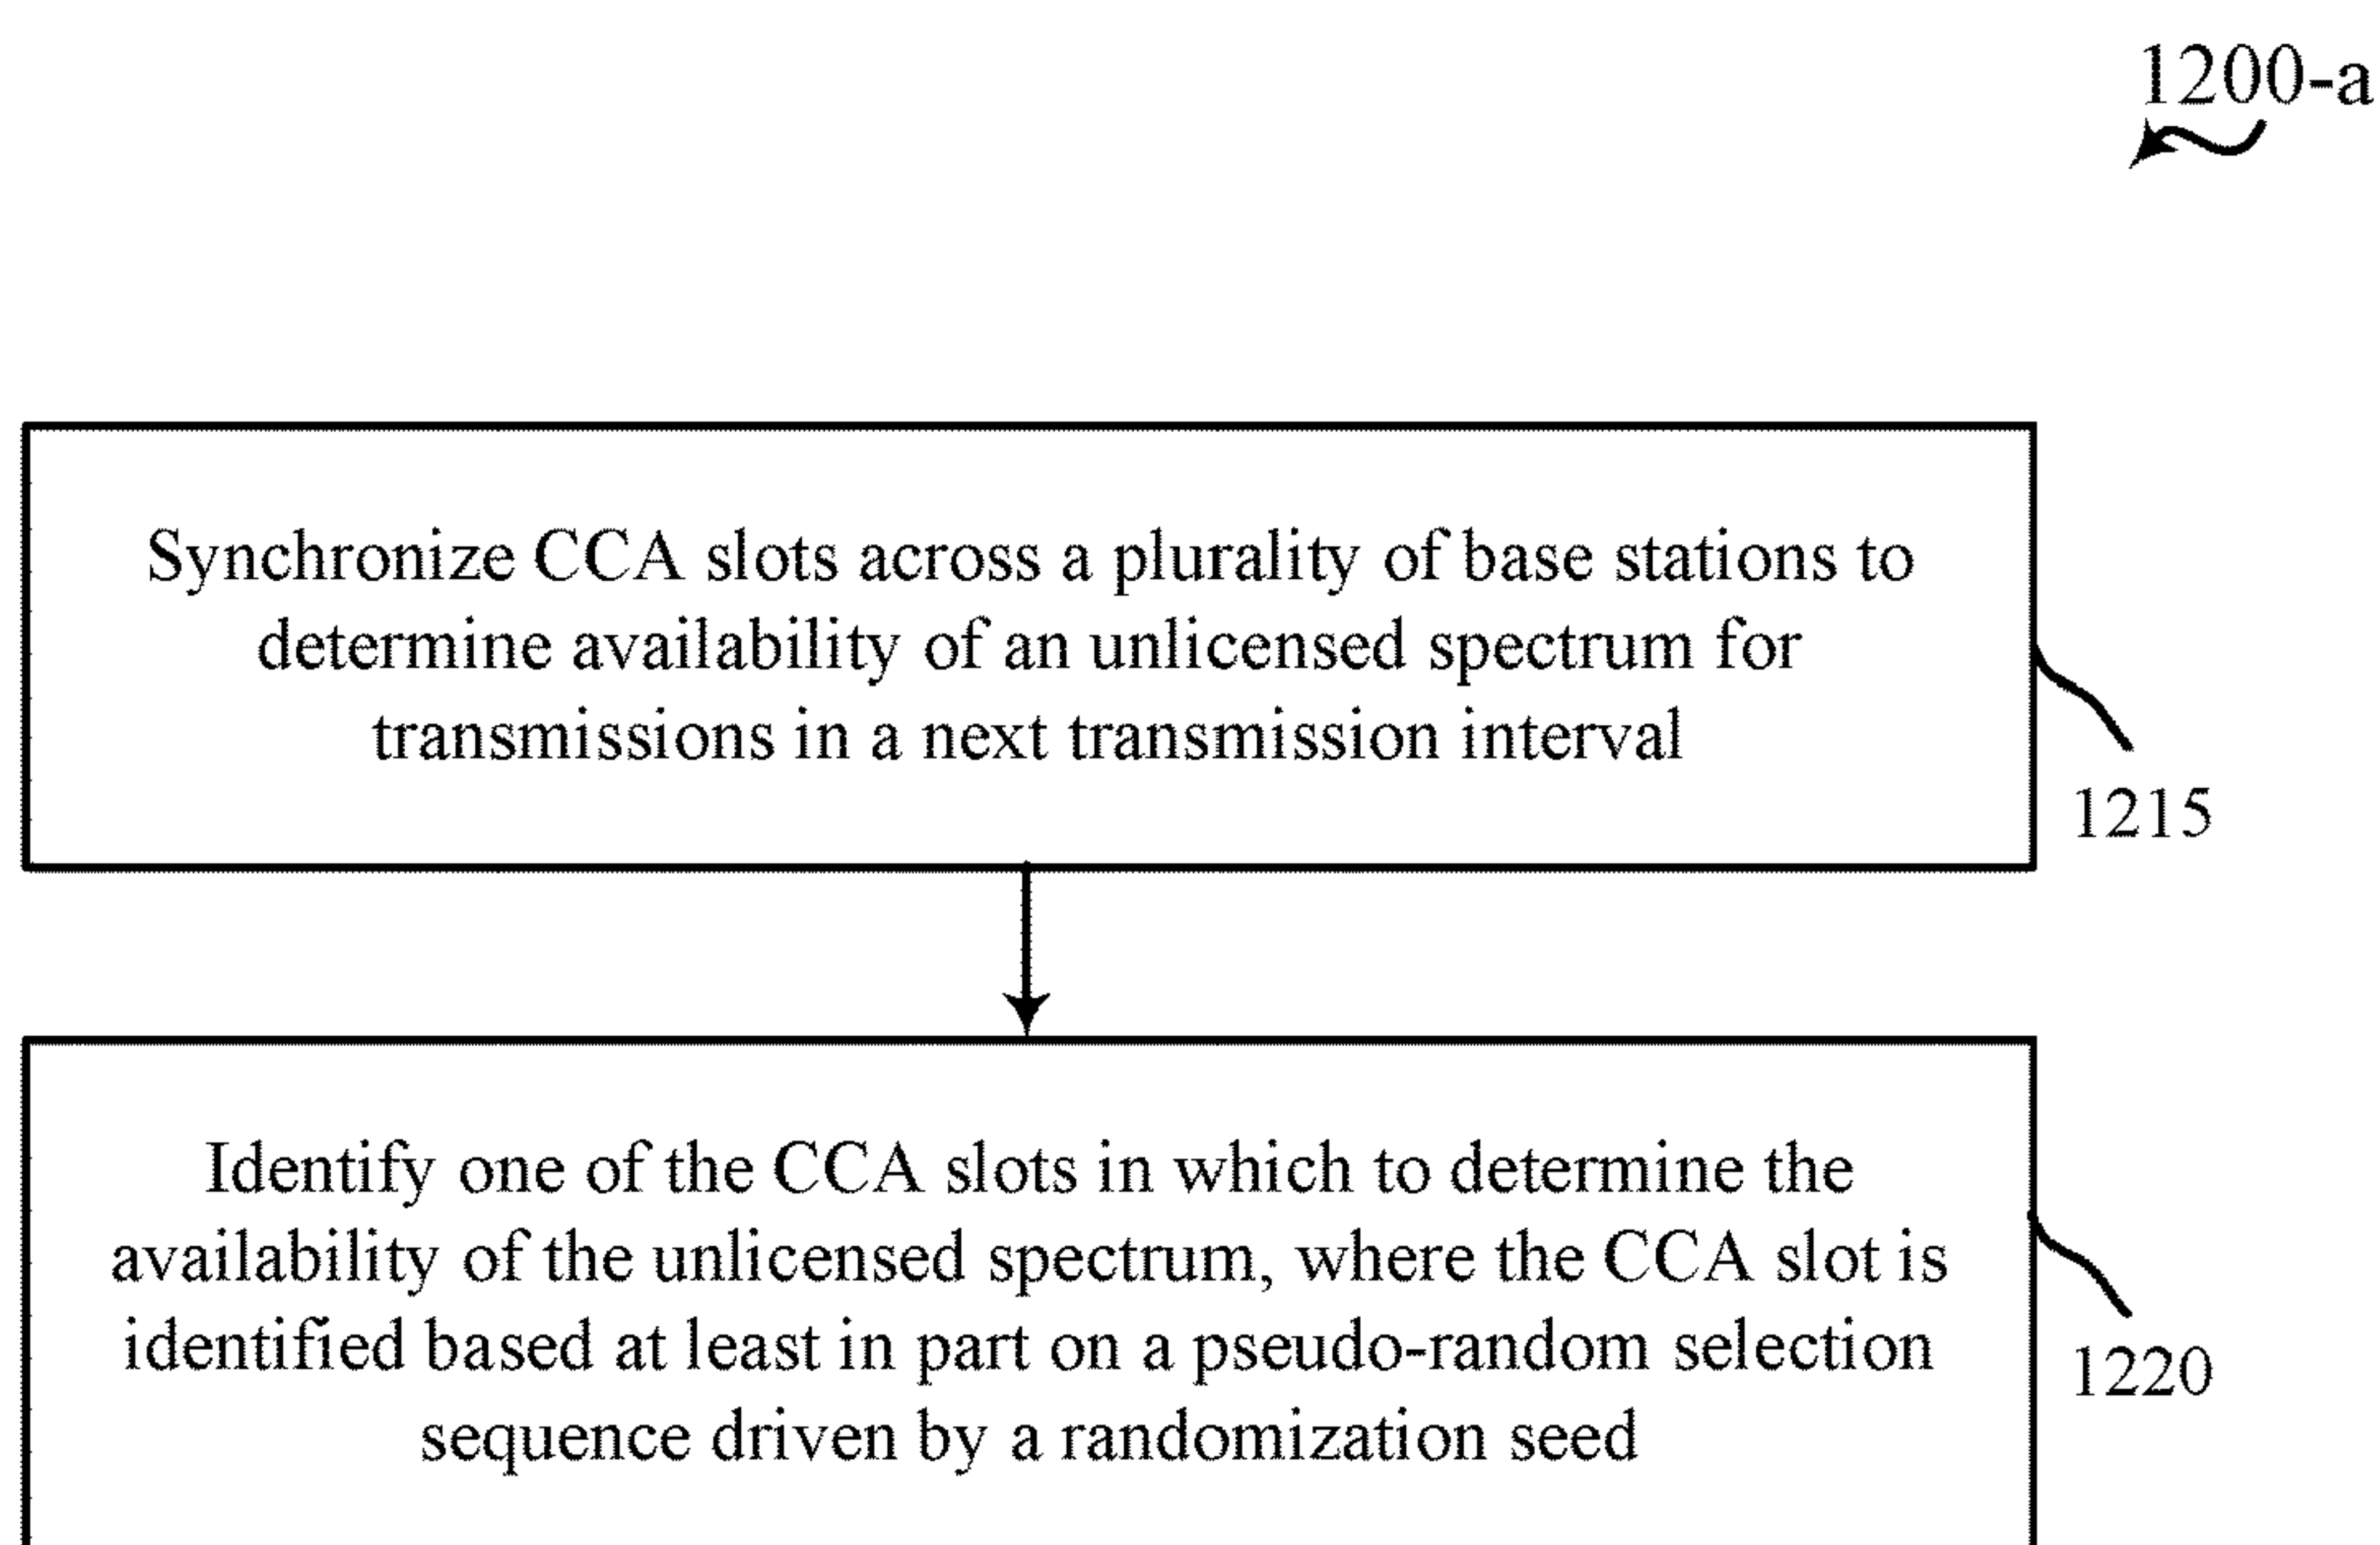 1200-a
Synchronize CCA slots across a plurality of base stations to
determine availability of an unlicensed spectrum for
transmissions in a next transmission interval
1215
Identify one of the CCA slots in which to determine the
availability of the unlicensed spectrum, where the CCA slot is
identified based at least in part on a pseudo-random selection
sequence driven by a randomization seed
1220